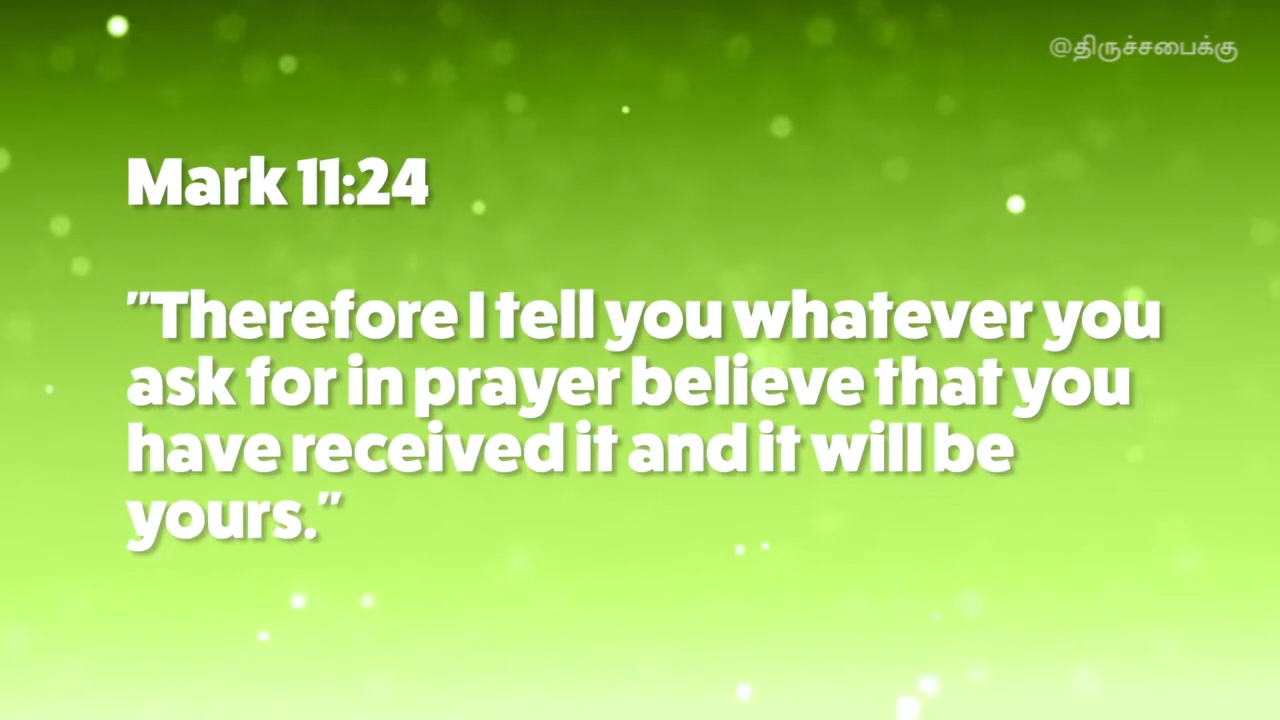 @திருச்சபைக்கு
Mark 11:24
"Therefore I tell you whatever you
ask for in prayer believe that you
have received it and it will be
yours."